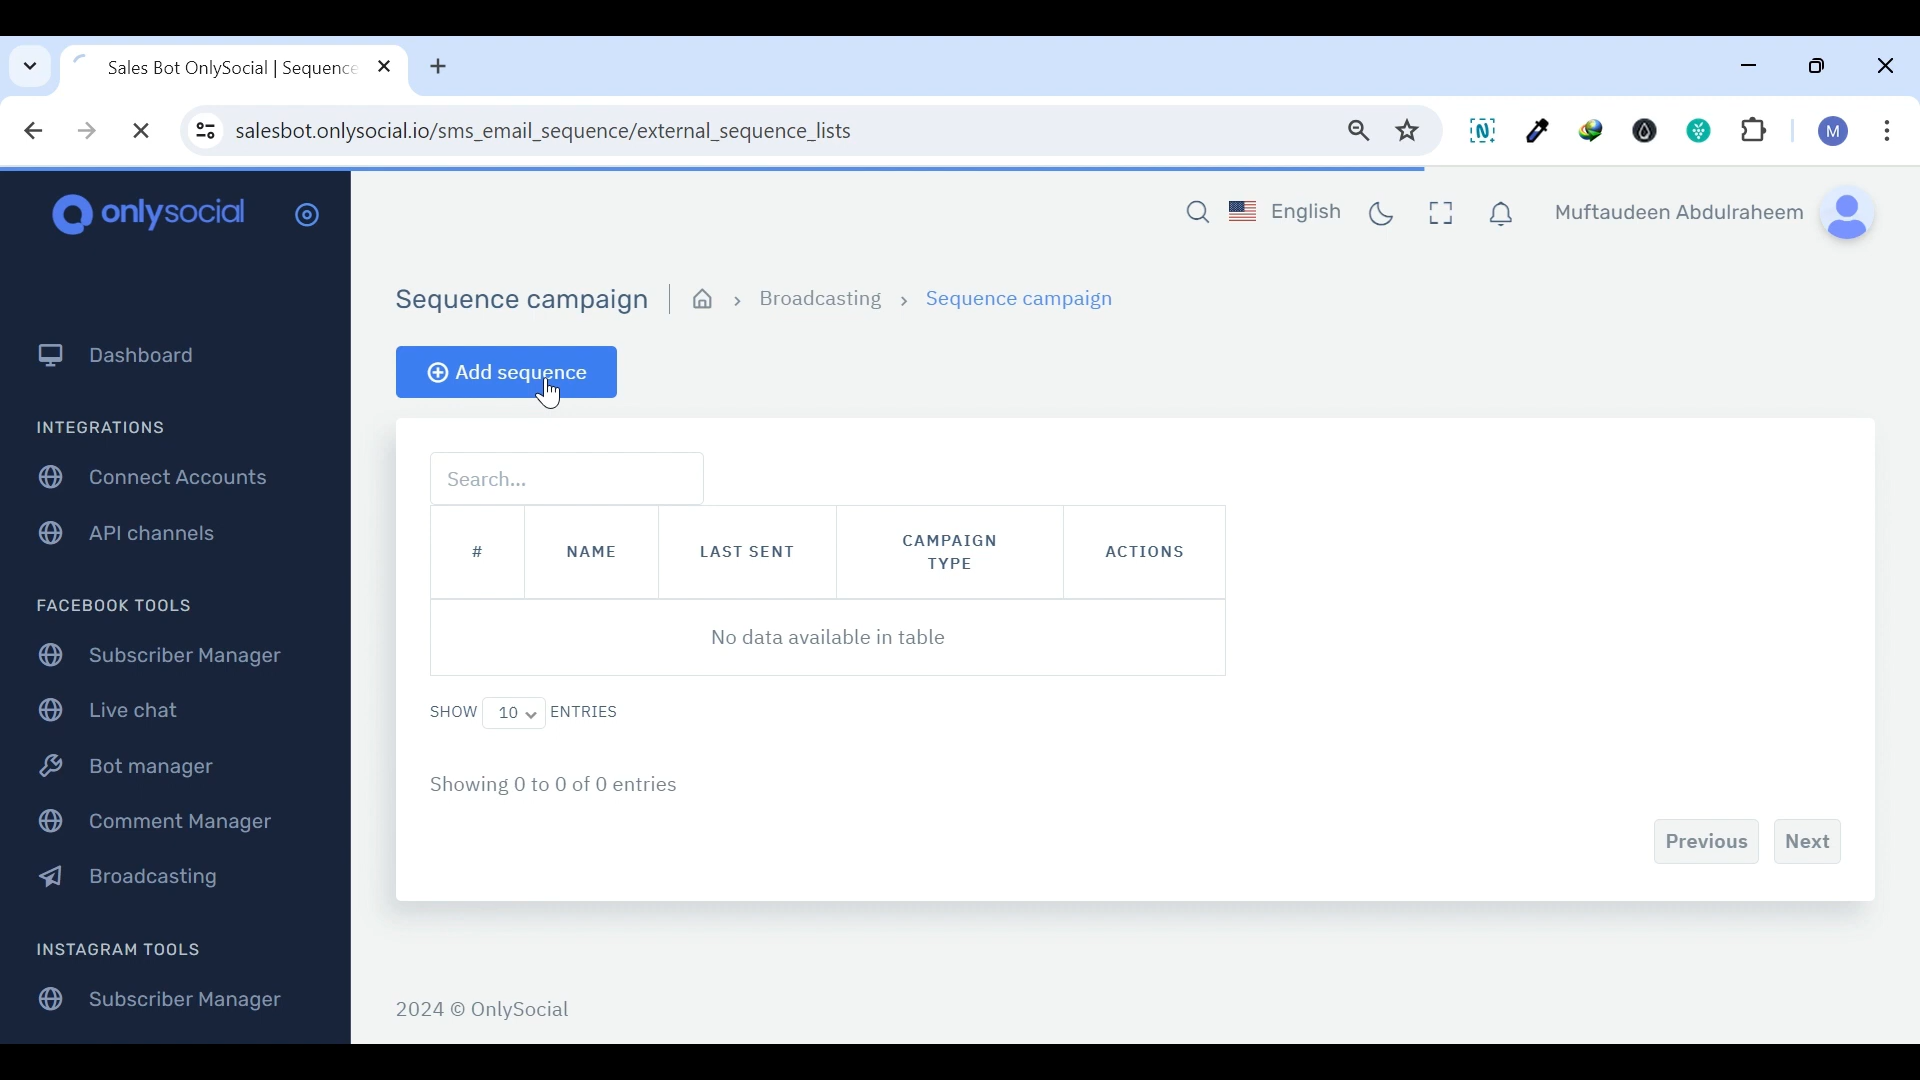 Sales Bot OnlySocial | Sequence
salesbot.onlysocial.io/sms_email_sequence/external_sequence_lists
M
onlysocial
English
Muftaudeen Abdulraheem
Sequence campaign
Broadcasting
Sequence campaign
Add sequence
Dashboard
INTEGRATIONS
Connect Accounts
API channels
FACEBOOK TOOLS
Subscriber Manager
Live chat
Bot manager
Comment Manager
Broadcasting
INSTAGRAM TOOLS
Subscriber Manager
Search...
# NAME LAST SENT CAMPAIGN TYPE ACTIONS
No data available in table
SHOW 10 ENTRIES
Showing 0 to 0 of 0 entries
Previous Next
2024 © OnlySocial